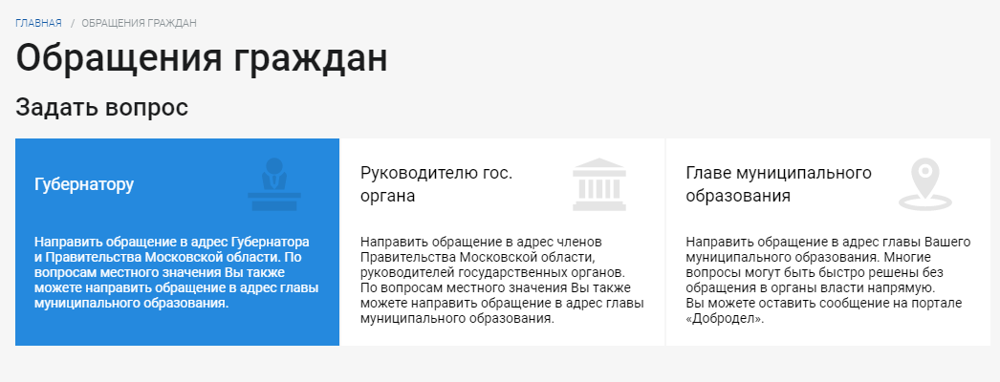 ГЛАВНАЯ / ОБРАЩЕНИЯ ГРАЖДАН
Обращения граждан
Задать вопрос
Губернатору
Направить обращение в адрес Губернатора
и Правительства Московской области. По
вопросам местного значения Вы также
можете направить обращение в адрес главы
муниципального образования.
Руководителю гос.
органа
Направить обращение в адрес членов
Правительства Московской области,
руководителей государственных органов.
По вопросам местного значения Вы также
можете направить обращение в адрес главы
муниципального образования.
Главе муниципального
образования
Направить обращение в адрес главы Вашего
муниципального образования. Многие
вопросы могут быть быстро решены без
обращения в органы власти напрямую.
Вы можете оставить сообщение на портале
«Добродел».